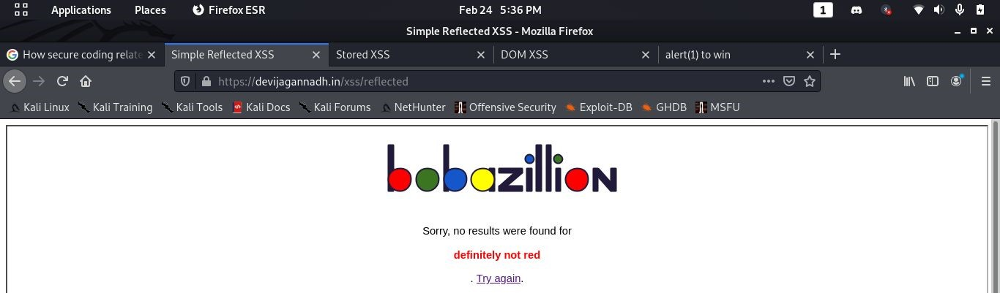 Applications Places Firefox ESR Feb 24 5:36 PM 1
Simple Reflected XSS - Mozilla Firefox
How secure coding relate Simple Reflected XSS Stored XSS DOM XSS alert(1) to win
https://devijagannadh.in/xss/reflected
Kali Linux Kali Training Kali Tools Kali Docs Kali Forums NetHunter Offensive Security Exploit-DB GHDB MSFU
bobazillion
Sorry, no results were found for
definitely not red
. Try again.